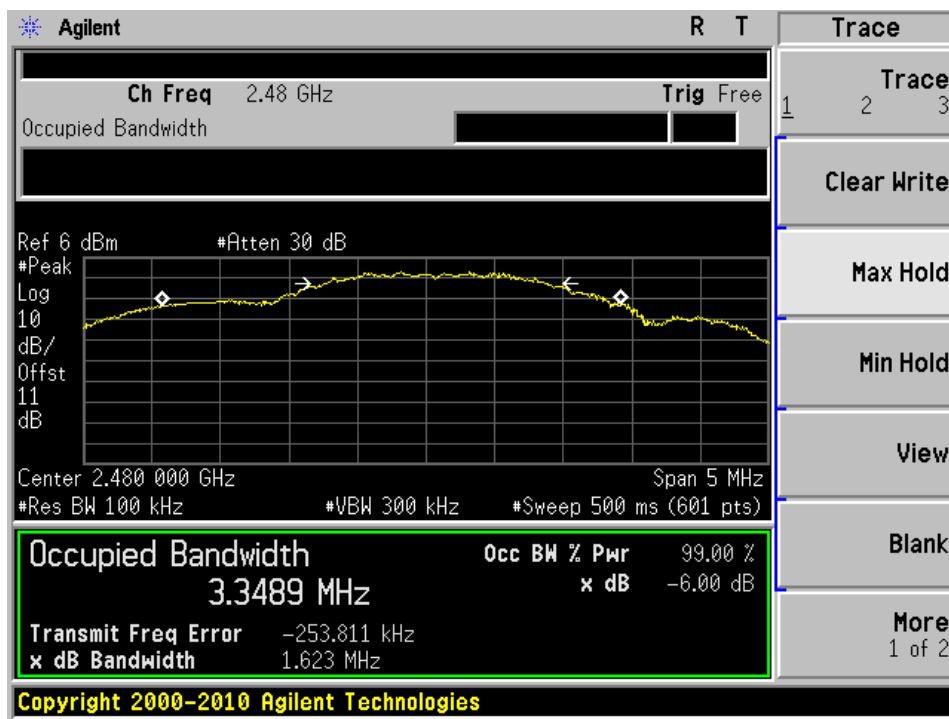 Agilent R T Trace
Ch Freq 2.48 GHz Trig Free
Occupied Bandwidth
Trace
1 2 3
Clear Write
Max Hold
Min Hold
View
Blank
More
1 of 2
Ref 6 dBm #Atten 30 dB
#Peak
Log
10
dB/
Offst
11
dB
Center 2.480 000 GHz Span 5 MHz
#Res BW 100 kHz #VBW 300 kHz #Sweep 500 ms (601 pts)
Occupied Bandwidth Occ BW % Pwr 99.00 %
3.3489 MHz x dB -6.00 dB
Transmit Freq Error -253.811 kHz
x dB Bandwidth 1.623 MHz
Copyright 2000-2010 Agilent Technologies